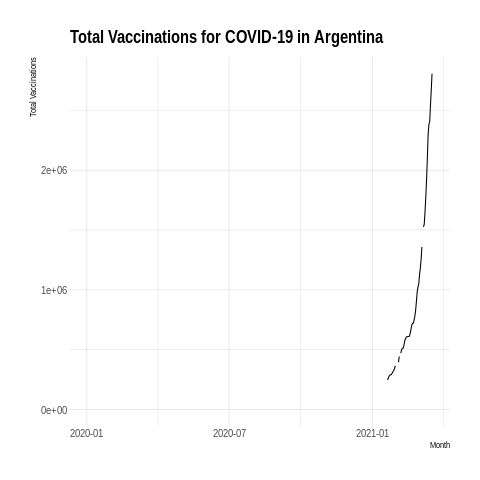 Total Vaccinations for COVID-19 in Argentina
Total Vaccinations
2e+06
1e+06
0e+00
2020-01
2020-07
2021-01
Month